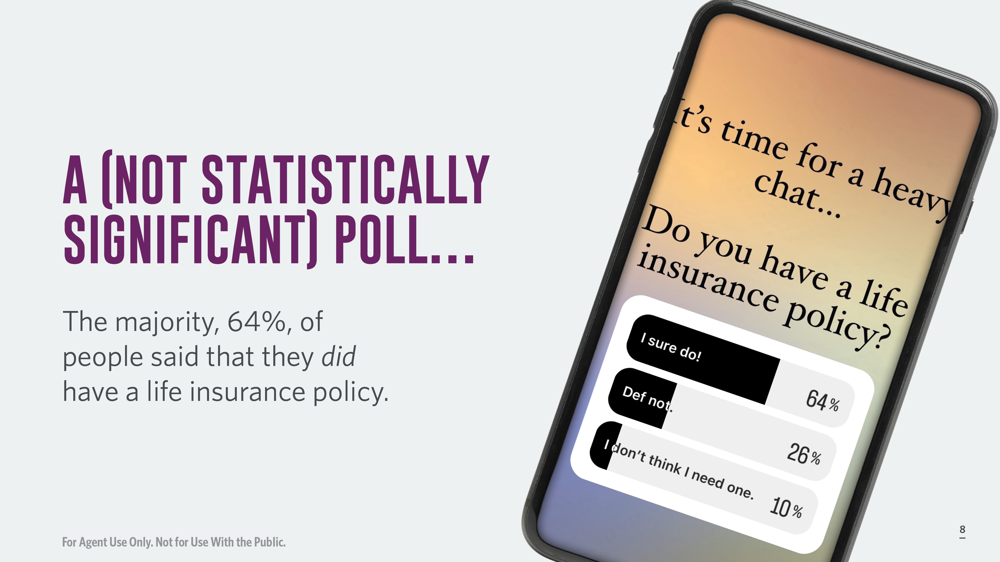 A (NOT STATISTICALLY
SIGNIFICANT) POLL...
The majority, 64%, of
people said that they did
have a life insurance policy.
It’s time for a heavy
chat...
Do you have a life
insurance policy?
I sure do! 64%
Def not. 26%
I don’t think I need one. 10%
For Agent Use Only. Not for Use With the Public.
8